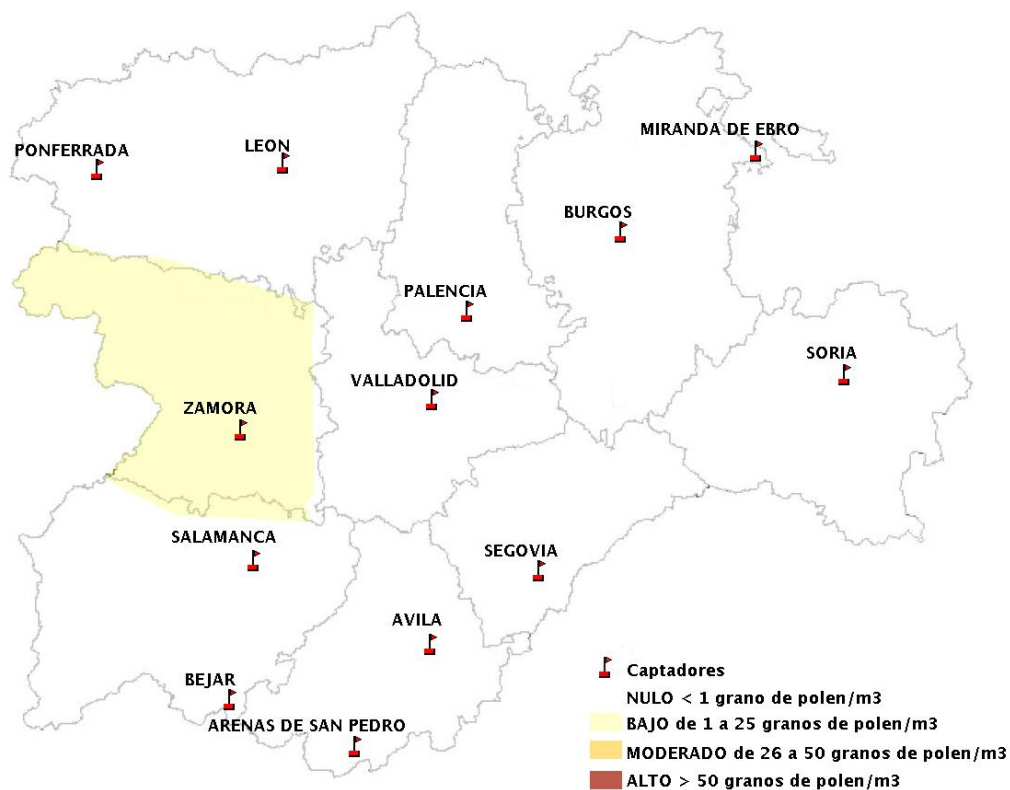 MIRANDA DE EBRO
PONFERRADA
LEON
BURGOS
PALENCIA
SORIA
VALLADOLID
ZAMORA
SALAMANCA
SEGOVIA
AVILA
BEJAR
ARENAS DE SAN PEDRO
Captadores
NULO < 1 grano de polen/m3
BAJO de 1 a 25 granos de polen/m3
MODERADO de 26 a 50 granos de polen/m3
ALTO > 50 granos de polen/m3